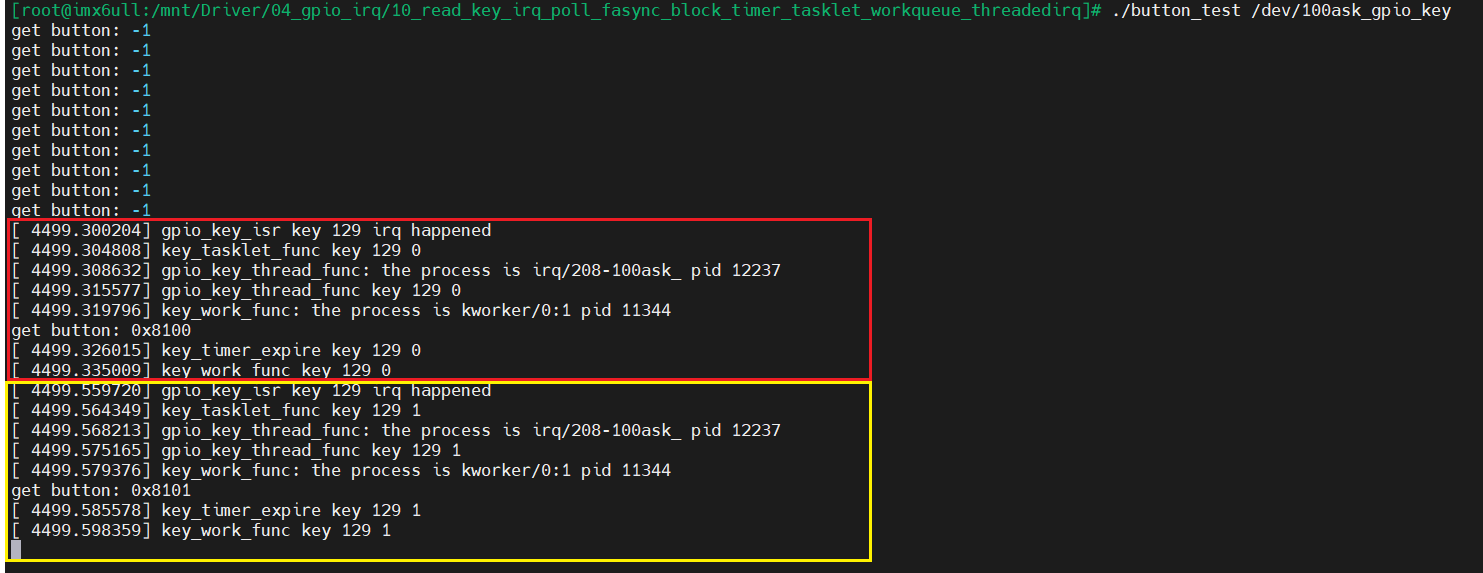 [root@imx6ull:/mnt/Driver/04_gpio_irq/10_read_key_irq_poll_fasync_block_timer_tasklet_workqueue_threadedirq]# ./button_test /dev/100ask_gpio_key
get button: -1
get button: -1
get button: -1
get button: -1
get button: -1
get button: -1
get button: -1
get button: -1
get button: -1
get button: -1
[ 4499.300204] gpio_key_isr key 129 irq happened
[ 4499.304808] key_tasklet_func key 129 0
[ 4499.308632] gpio_key_thread_func: the process is irq/208-100ask_ pid 12237
[ 4499.315577] gpio_key_thread_func key 129 0
[ 4499.319796] key_work_func: the process is kworker/0:1 pid 11344
get button: 0x8100
[ 4499.326015] key_timer_expire key 129 0
[ 4499.335009] key_work_func key 129 0
[ 4499.559720] gpio_key_isr key 129 irq happened
[ 4499.564349] key_tasklet_func key 129 1
[ 4499.568213] gpio_key_thread_func: the process is irq/208-100ask_ pid 12237
[ 4499.575165] gpio_key_thread_func key 129 1
[ 4499.579376] key_work_func: the process is kworker/0:1 pid 11344
get button: 0x8101
[ 4499.585578] key_timer_expire key 129 1
[ 4499.598359] key_work_func key 129 1